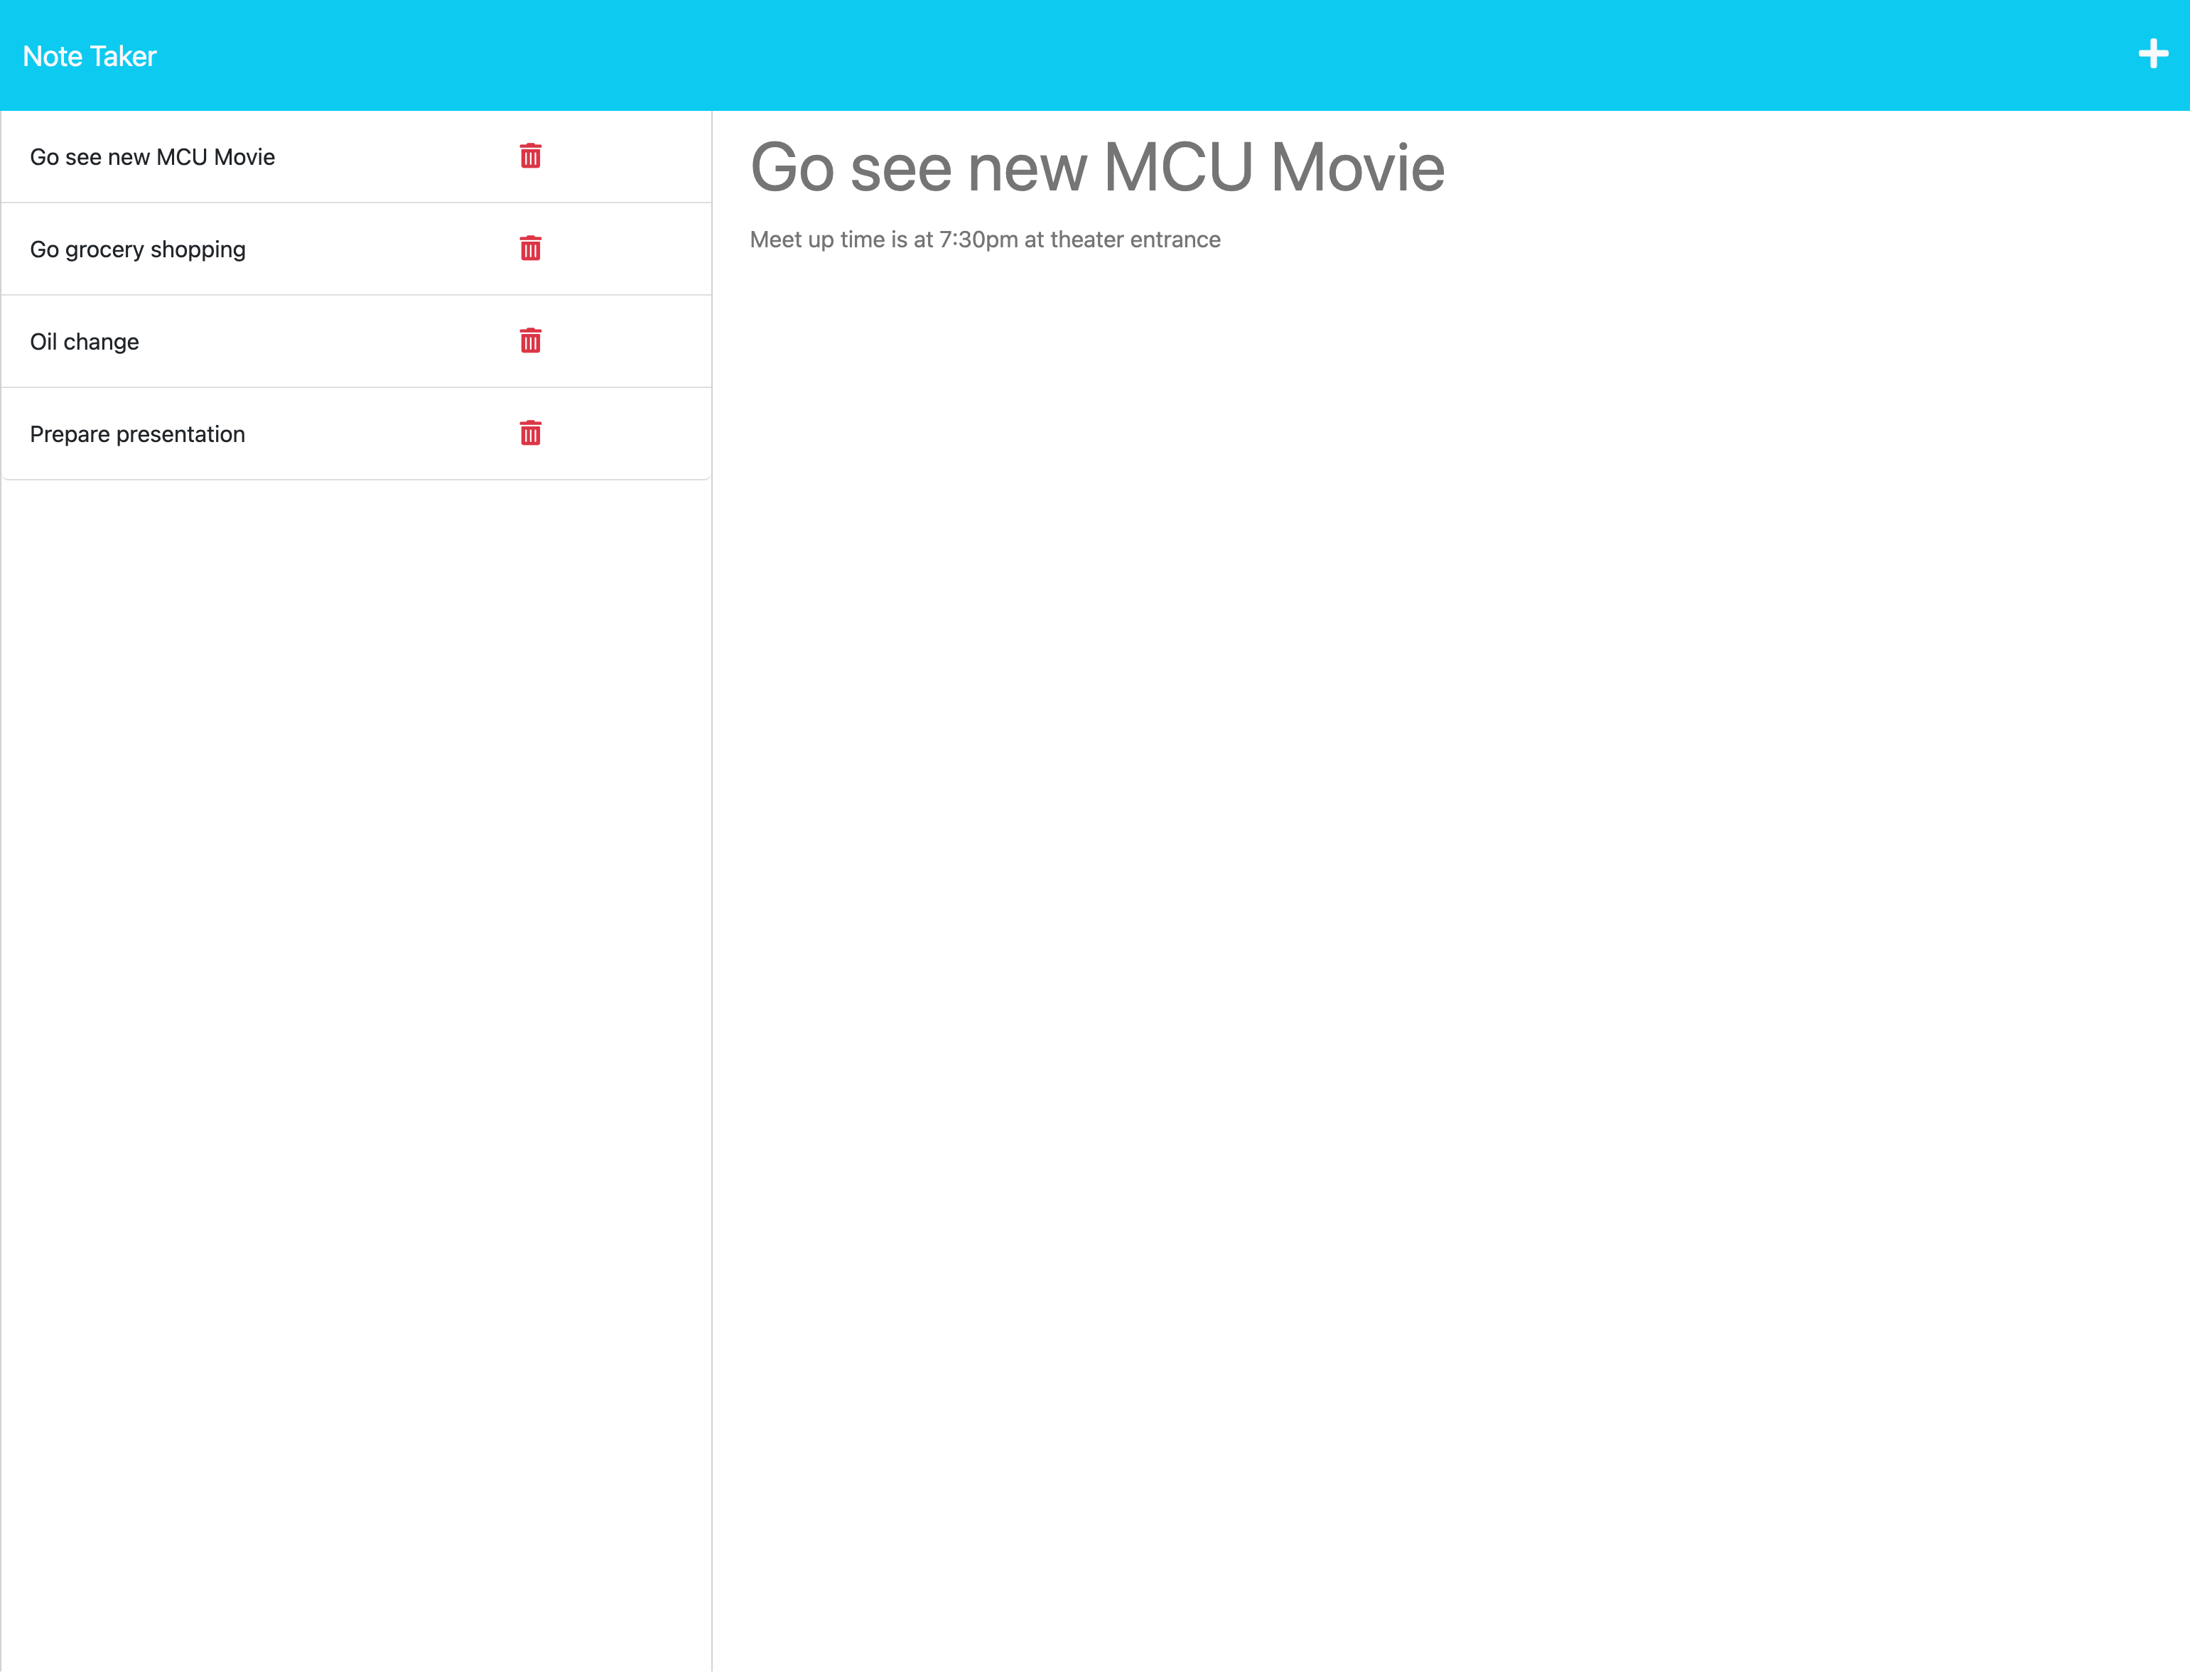 Note Taker
Go see new MCU Movie
Go grocery shopping
Oil change
Prepare presentation
Go see new MCU Movie
Meet up time is at 7:30pm at theater entrance